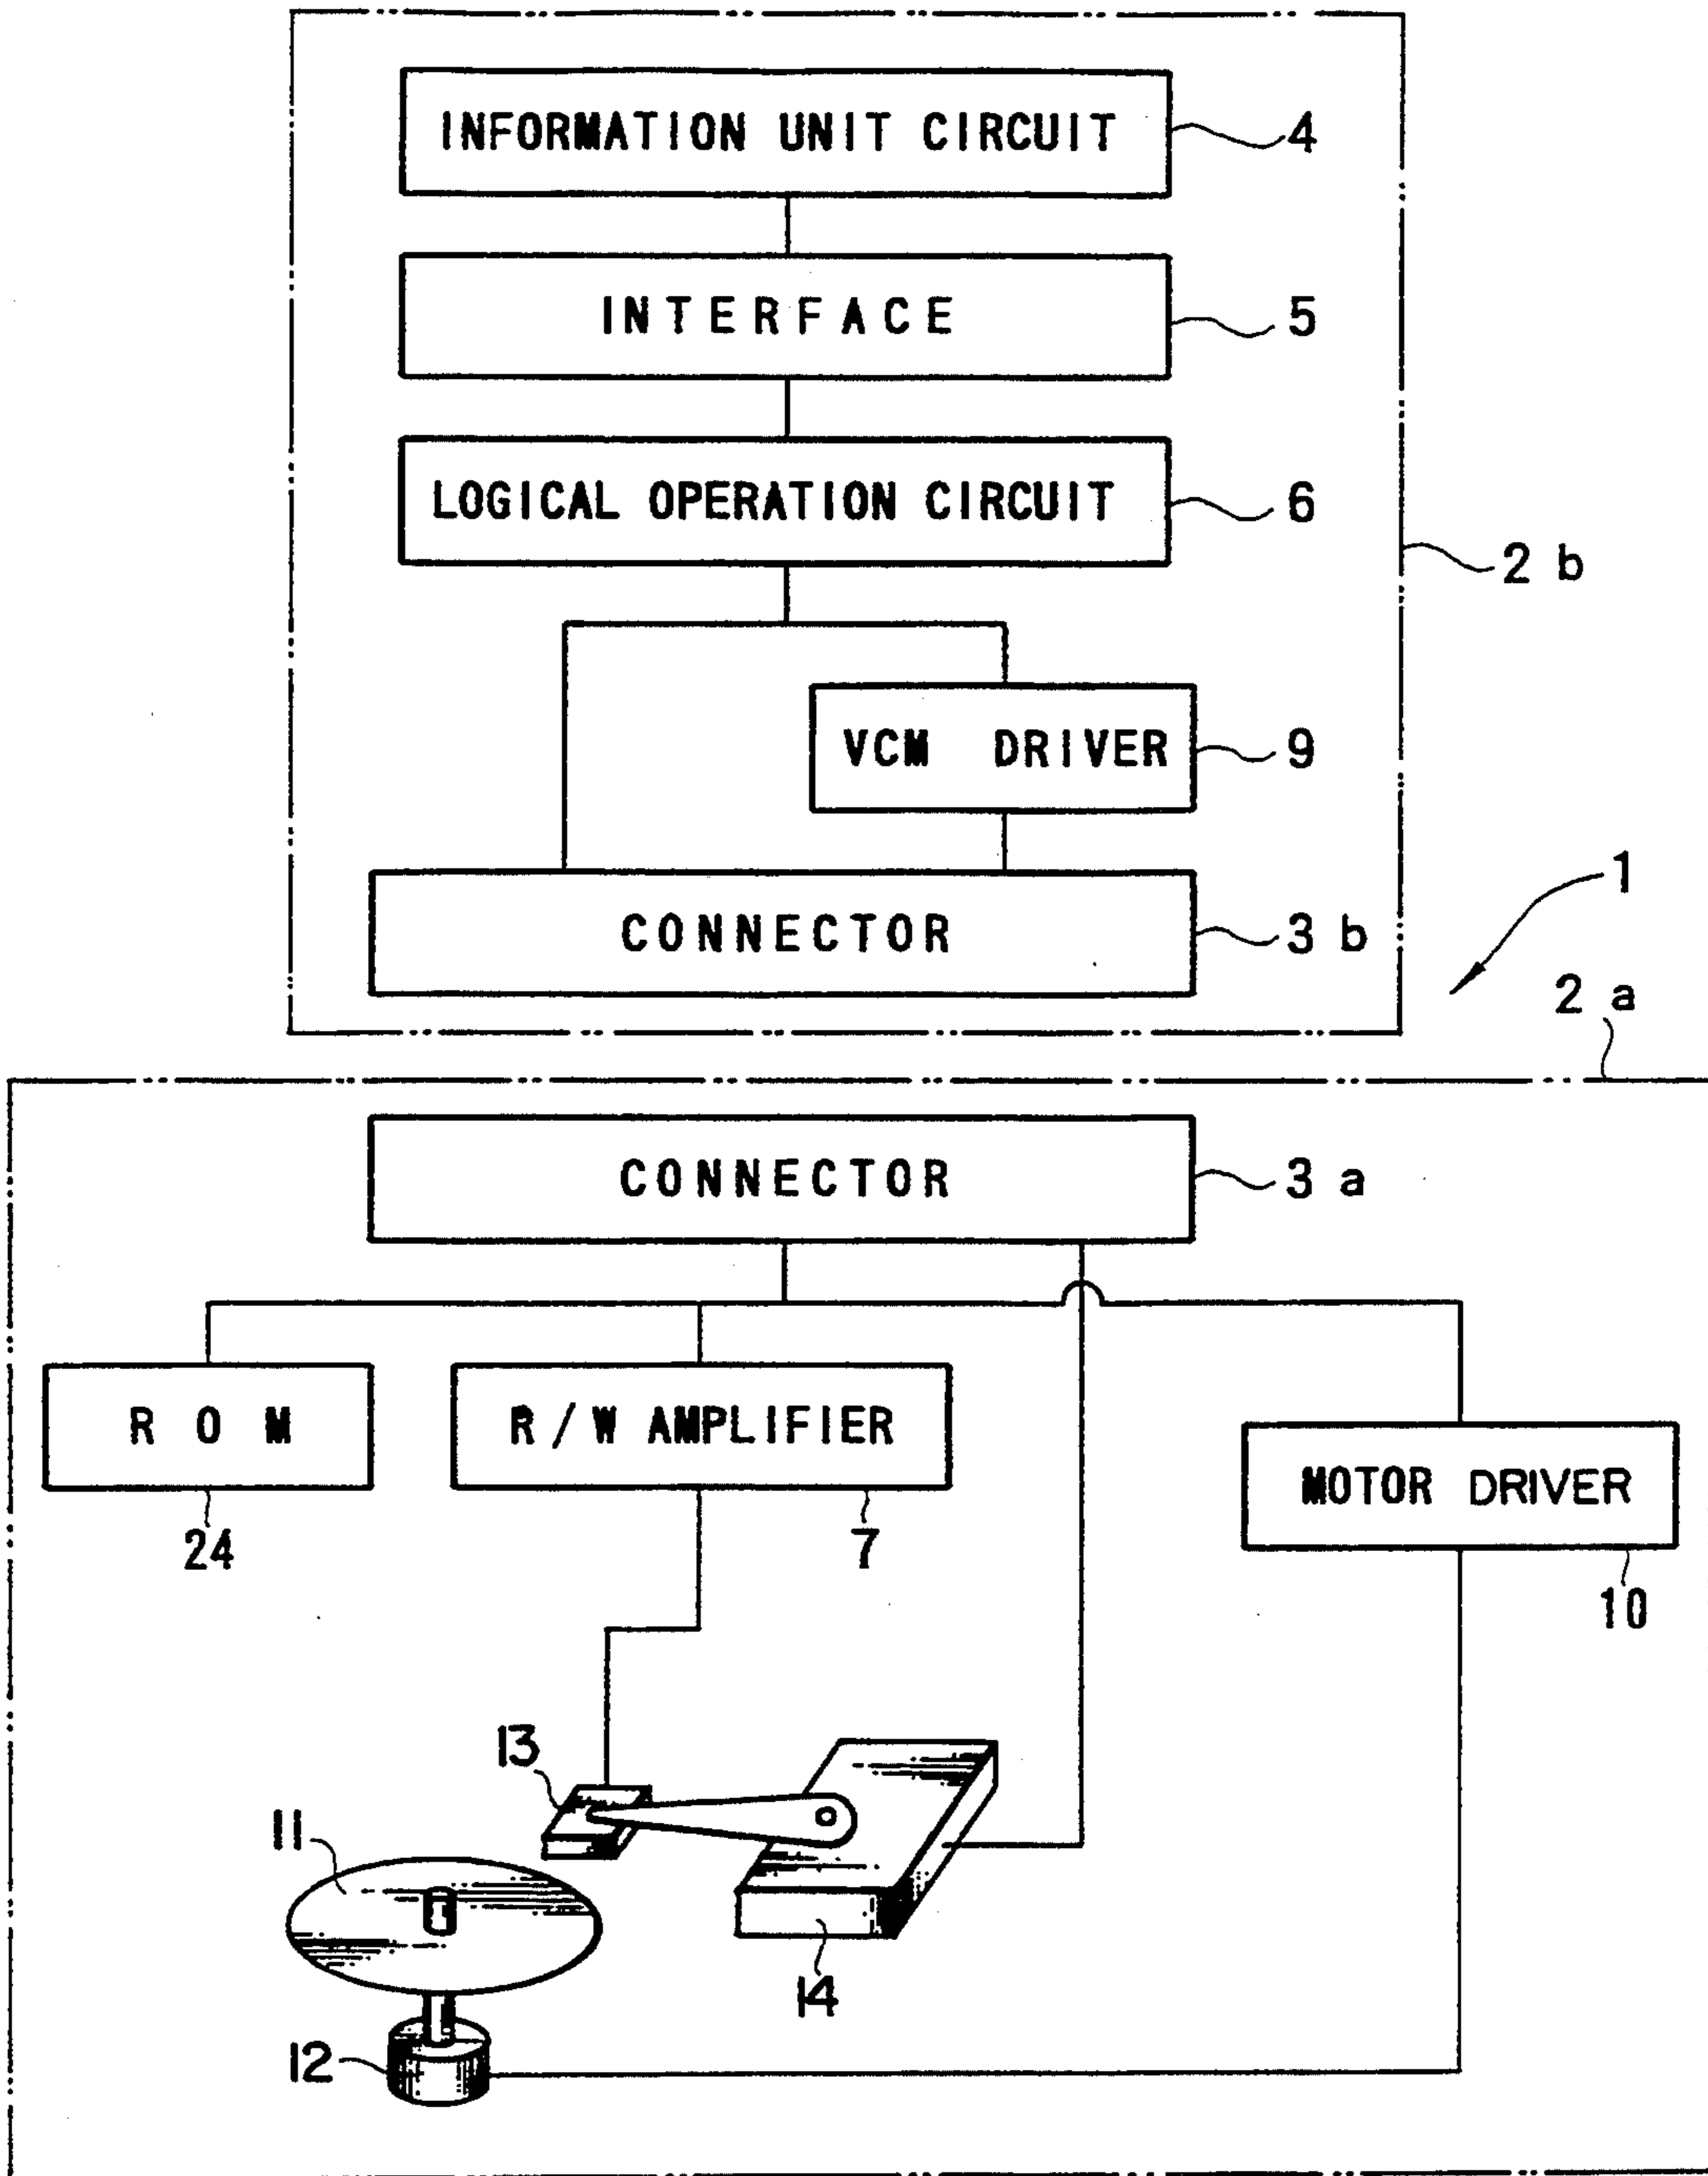 INFORMATION UNIT CIRCUIT 4
INTERFACE 5
LOGICAL OPERATION CIRCUIT 6
2 b
VCM DRIVER 9
1
CONNECTOR 3 b
2 a
CONNECTOR 3 a
ROM
R/W AMPLIFIER
MOTOR DRIVER
24
7
10
13
11
14
12